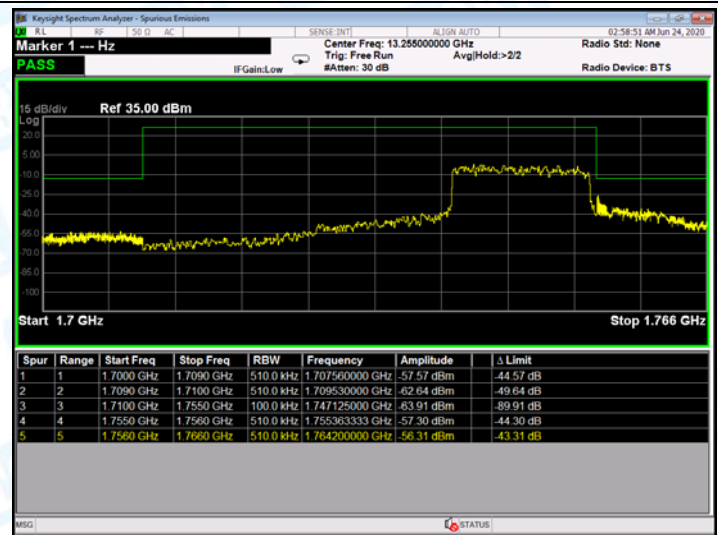 Keysight Spectrum Analyzer - Spurious Emissions
RL RF 50 Ω AC SENSE:INT ALIGN AUTO 02:58:51 AM Jun 24, 2020
Marker 1 --- Hz Center Freq: 13.255000000 GHz Radio Std: None
Trig: Free Run Avg|Hold:>2/2
PASS IFGain:Low #Atten: 30 dB Radio Device: BTS
15 dB/div Ref 35.00 dBm
Log
20.0
5.00
-10.0
-25.0
-40.0
-55.0
-70.0
-85.0
-100
Start 1.7 GHz Stop 1.766 GHz
Spur Range Start Freq Stop Freq RBW Frequency Amplitude Δ Limit
1 1 1.7000 GHz 1.7090 GHz 510.0 kHz 1.707560000 GHz -57.57 dBm -44.57 dB
2 2 1.7090 GHz 1.7100 GHz 510.0 kHz 1.709530000 GHz -62.64 dBm -49.64 dB
3 3 1.7100 GHz 1.7550 GHz 100.0 kHz 1.747125000 GHz -63.91 dBm -89.91 dB
4 4 1.7550 GHz 1.7560 GHz 510.0 kHz 1.755363333 GHz -57.30 dBm -44.30 dB
5 5 1.7560 GHz 1.7660 GHz 510.0 kHz 1.764200000 GHz -56.31 dBm -43.31 dB
MSG STATUS